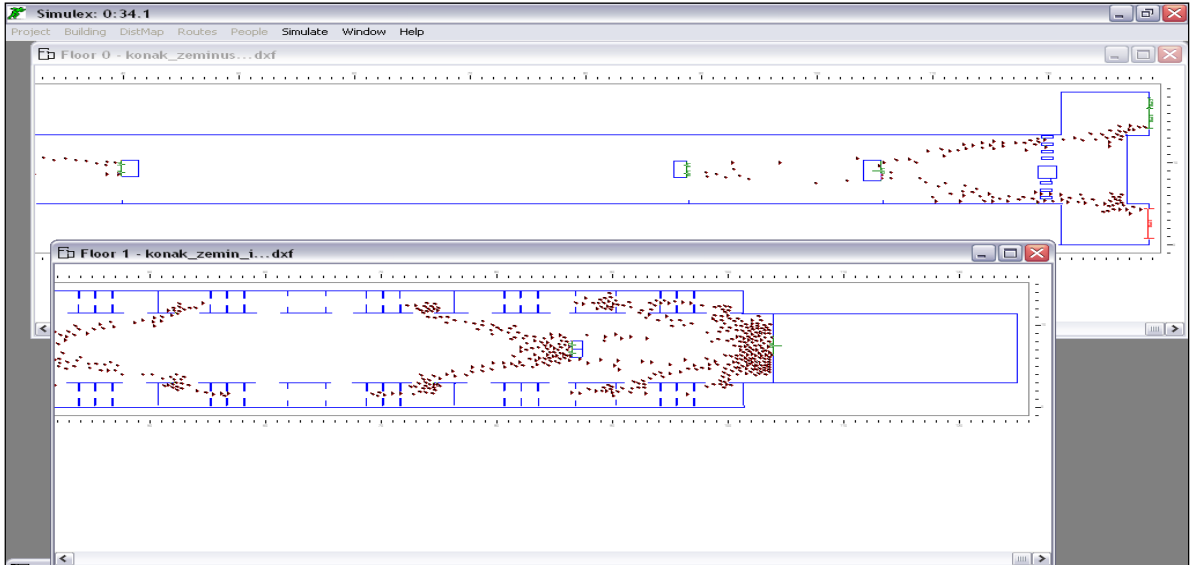 Simulex: 0:34.1
Project Building DistMap Routes People Simulate Window Help
Floor 0 - konak_zeminus...dxf
Floor 1 - konak_zemin_i...dxf